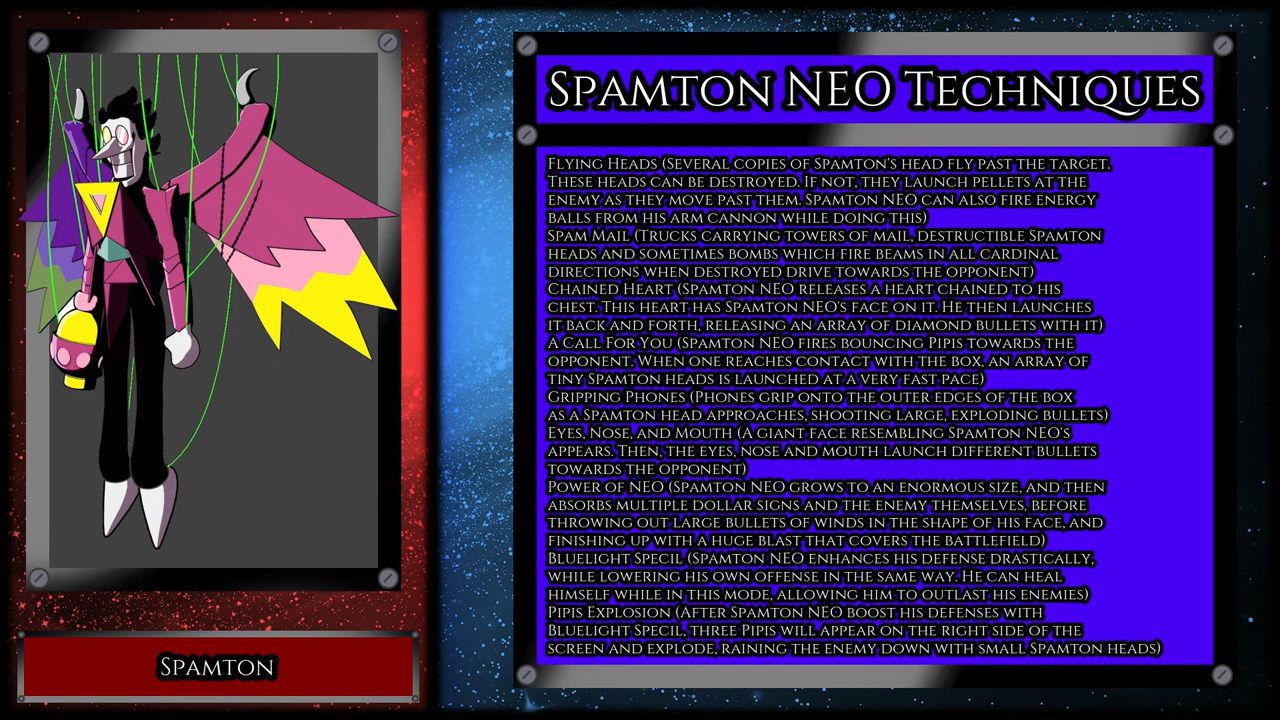 Spamton NEO Techniques
Flying Heads (Several copies of Spamton's head fly past the target.
These heads can be destroyed. If not, they launch pellets at the
enemy as they move past them. Spamton NEO can also fire energy
balls from his arm cannon while doing this)
Spam Mail (Trucks carrying towers of mail, destructible Spamton
heads and sometimes bombs which fire beams in all cardinal
directions when destroyed drive towards the opponent)
Chained Heart (Spamton NEO releases a heart chained to his
chest. This heart has Spamton NEO's face on it. He then launches
it back and forth, releasing an array of diamond bullets with it)
A Call For You (Spamton NEO fires bouncing Pipis towards the
opponent. When one reaches contact with the box, an array of
tiny Spamton heads is launched at a very fast pace)
Gripping Phones (Phones grip onto the outer edges of the box
as a Spamton head approaches, shooting large, exploding bullets)
Eyes, Nose, and Mouth (A giant face resembling Spamton NEO's
appears. Then, the eyes, nose and mouth launch different bullets
towards the opponent)
Power of NEO (Spamton NEO grows to an enormous size, and then
absorbs multiple dollar signs and the enemy themselves, before
throwing out large bullets of winds in the shape of his face, and
finishing up with a huge blast that covers the battlefield)
Bluelight Specil (Spamton NEO enhances his defense drastically,
while lowering his own offense in the same way. He can heal
himself while in this mode, allowing him to outlast his enemies)
Pipis Explosion (After Spamton NEO boost his defenses with
Bluelight Specil, three Pipis will appear on the right side of the
screen and explode, raining the enemy down with small Spamton heads)
Spamton